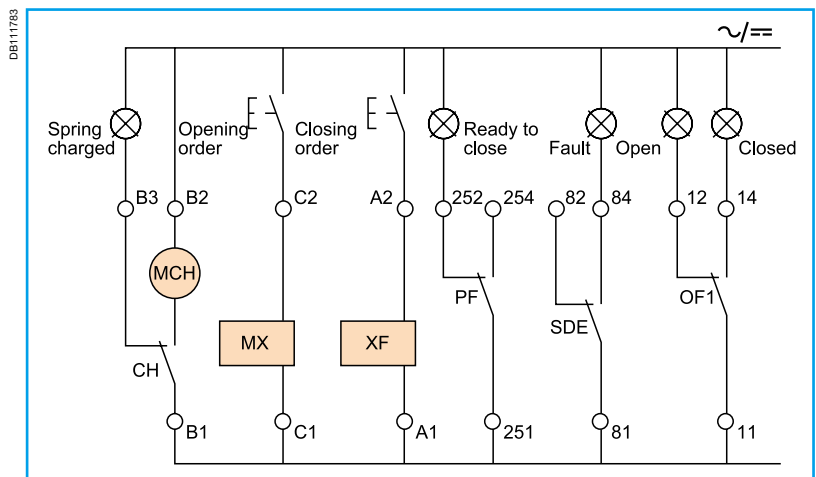 DB111783
~/==
Spring
charged
Opening
order
Closing
order
Ready to
close
Fault
Open
Closed
B3
B2
C2
A2
252
254
82
84
12
14
MCH
PF
OF1
SDE
MX
XF
CH
B1
C1
A1
251
81
11